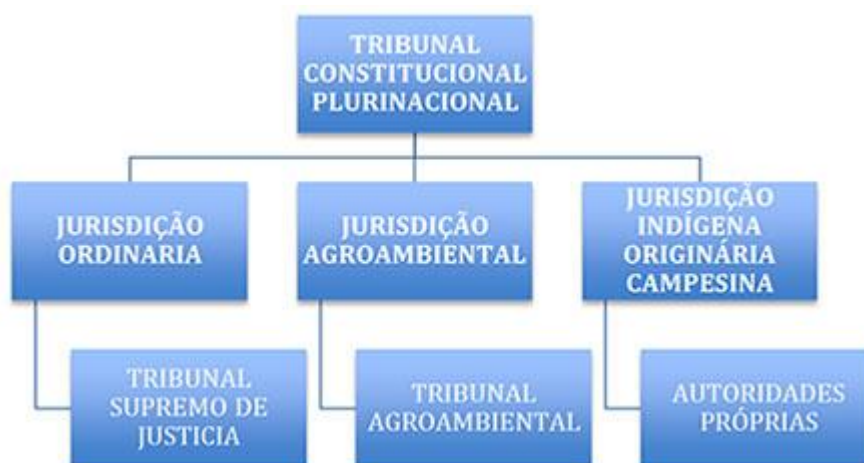 TRIBUNAL
CONSTITUCIONAL
PLURINACIONAL
JURISDIÇÃO
ORDINARIA
JURISDIÇÃO
AGROAMBIENTAL
JURISDIÇÃO
INDÍGENA
ORIGINÁRIA
CAMPESINA
TRIBUNAL
SUPREMO DE
JUSTICIA
TRIBUNAL
AGROAMBIENTAL
AUTORIDADES
PRÓPRIAS